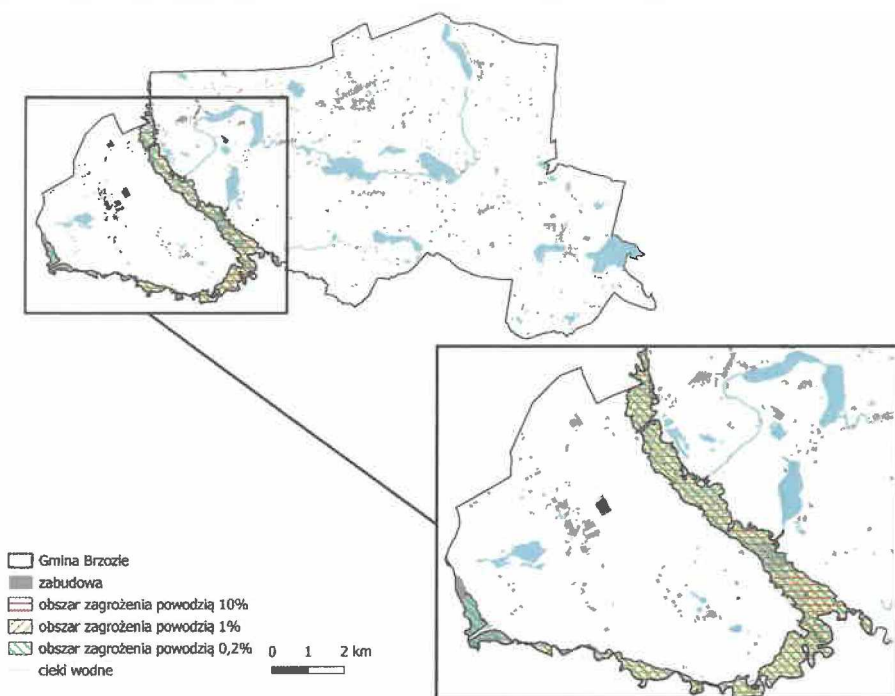 Gmina Brzozie
zabudowa
obszar zagrożenia powodzią 10%
obszar zagrożenia powodzią 1%
obszar zagrożenia powodzią 0,2%
cieki wodne
0 1 2 km